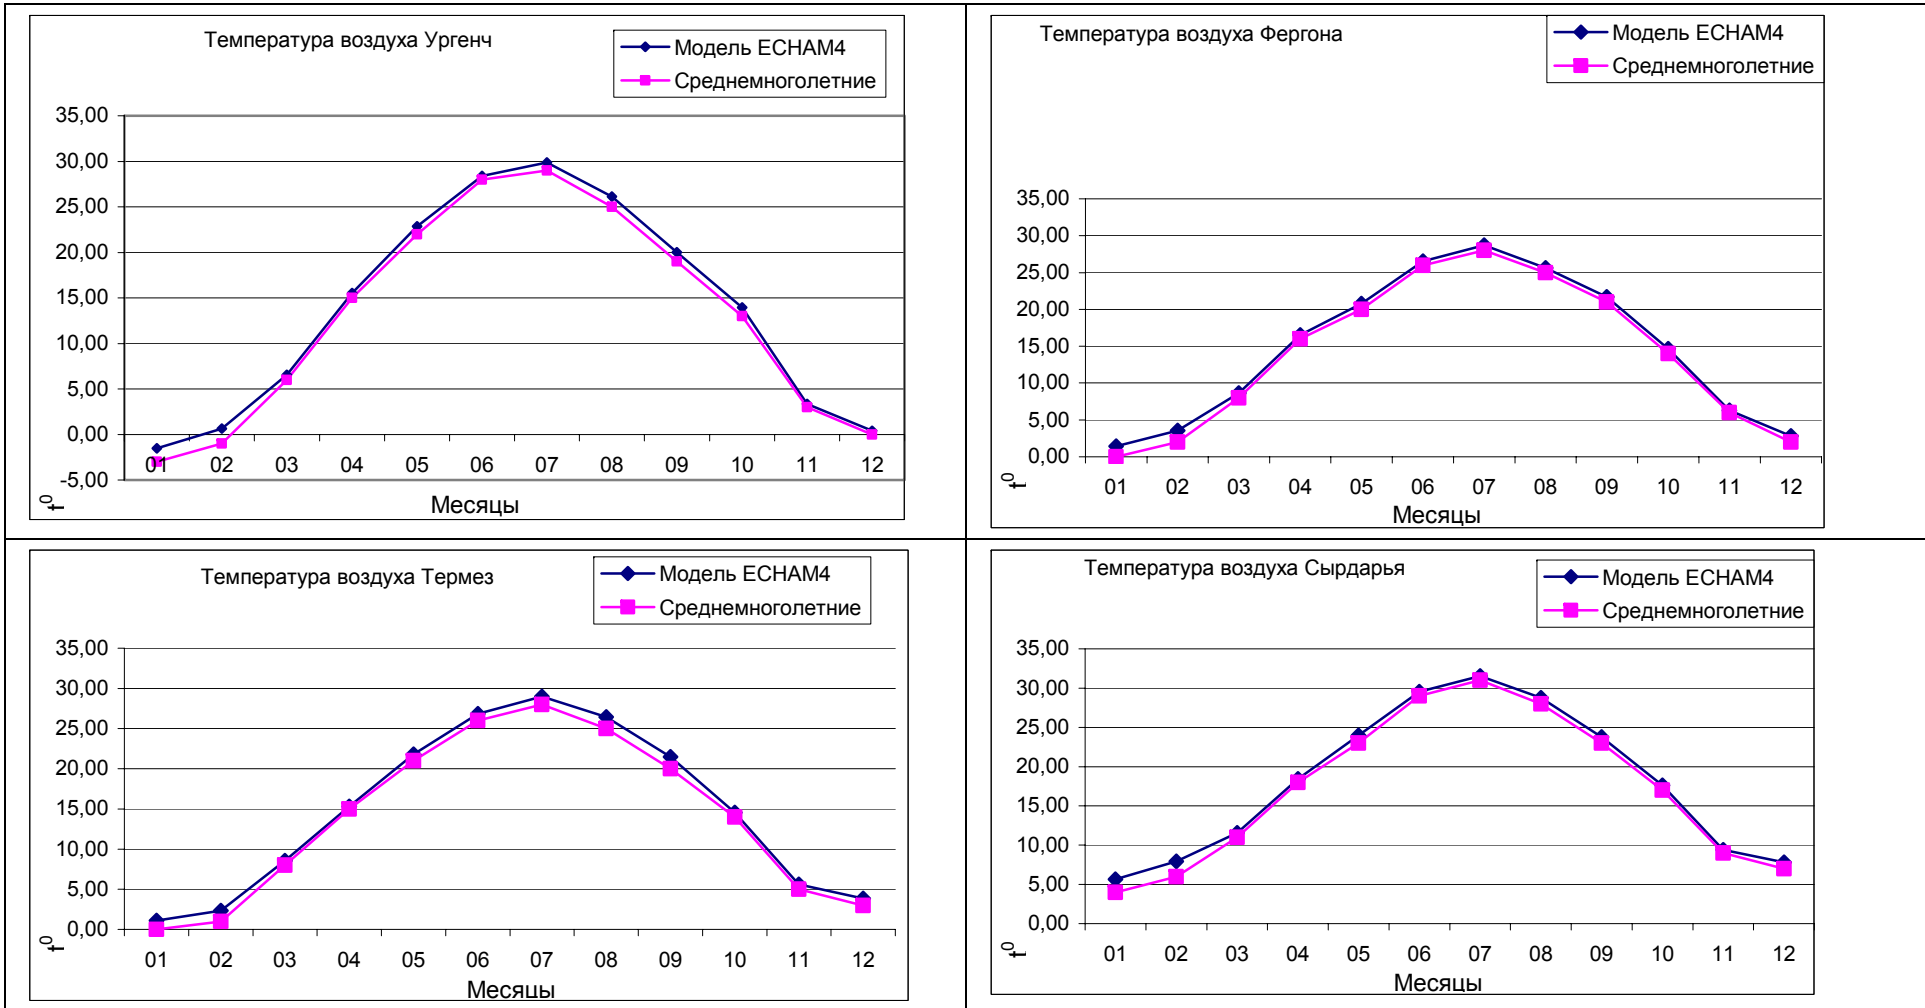 Температура воздуха Ургенч
Модель ECHAM4
Среднемноголетние
35,00
30,00
25,00
20,00
15,00
10,00
5,00
0,00
-5,00
01 02 03 04 05 06 07 08 09 10 11 12
t⁰
Месяцы
Температура воздуха Фергона
Модель ECHAM4
Среднемноголетние
35,00
30,00
25,00
20,00
15,00
10,00
5,00
0,00
01 02 03 04 05 06 07 08 09 10 11 12
t⁰
Месяцы
Температура воздуха Термез
Модель ECHAM4
Среднемноголетние
35,00
30,00
25,00
20,00
15,00
10,00
5,00
0,00
01 02 03 04 05 06 07 08 09 10 11 12
t⁰
Месяцы
Температура воздуха Сырдарья
Модель ECHAM4
Среднемноголетние
35,00
30,00
25,00
20,00
15,00
10,00
5,00
0,00
01 02 03 04 05 06 07 08 09 10 11 12
t⁰
Месяцы